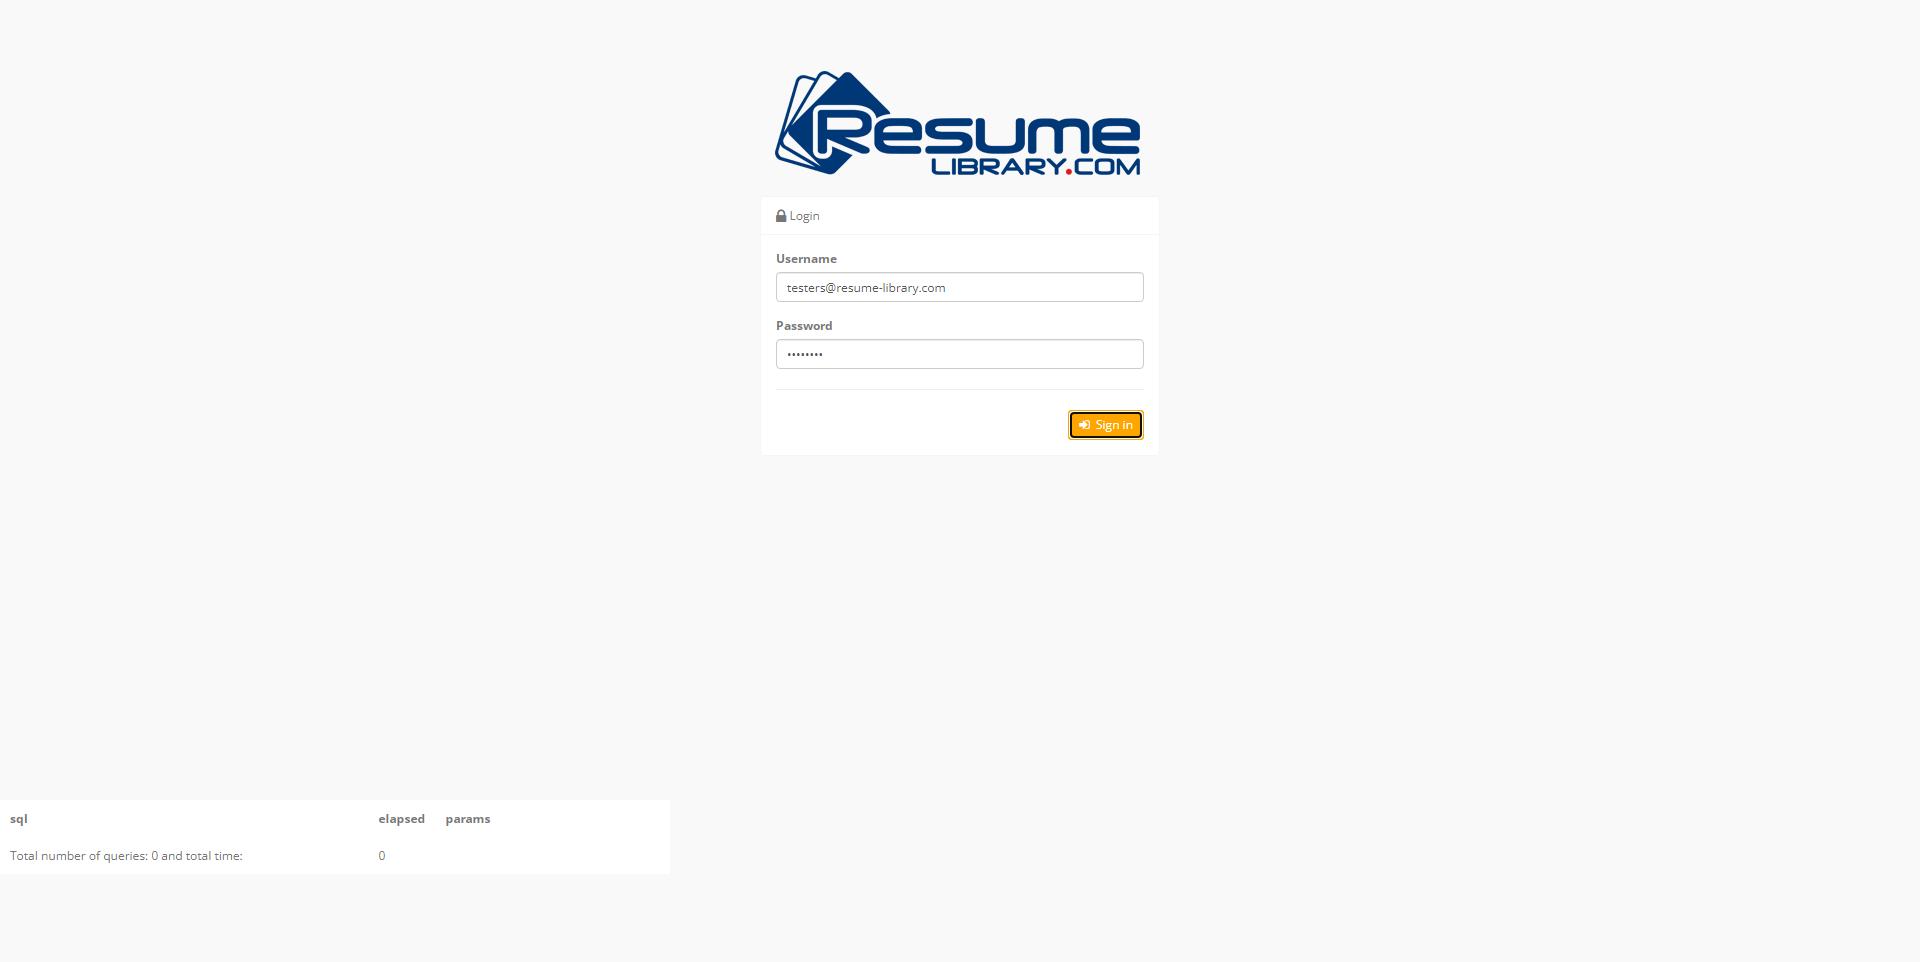 Resume
LIBRARY.COM
Login
Username
testers@resume-library.com
Password
••••••••
Sign in
sql elapsed params
Total number of queries: 0 and total time: 0